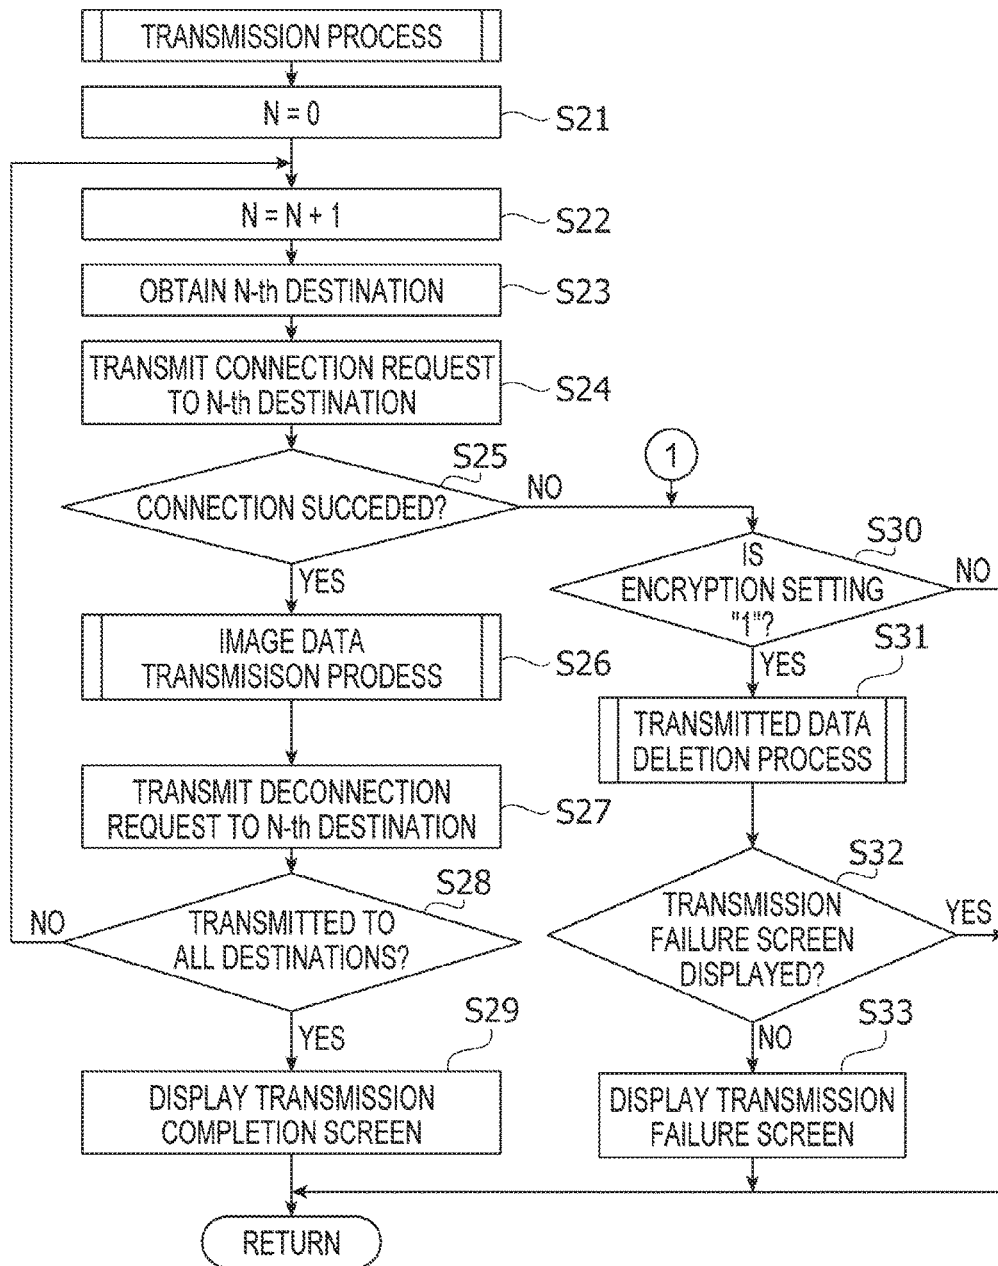 TRANSMISSION PROCESS
N = 0
S21
N = N + 1
S22
OBTAIN N-th DESTINATION
S23
TRANSMIT CONNECTION REQUEST
TO N-th DESTINATION
S24
S25
CONNECTION SUCCEDED?
NO
YES
1
S30
IS
ENCRYPTION SETTING
"1"?
NO
YES
IMAGE DATA
TRANSMISISON PRODESS
S26
S31
TRANSMITTED DATA
DELETION PROCESS
TRANSMIT DECONNECTION
REQUEST TO N-th DESTINATION
S27
S28
TRANSMITTED TO
ALL DESTINATIONS?
NO
YES
S32
TRANSMISSION
FAILURE SCREEN
DISPLAYED?
YES
NO
S29
DISPLAY TRANSMISSION
COMPLETION SCREEN
S33
DISPLAY TRANSMISSION
FAILURE SCREEN
RETURN